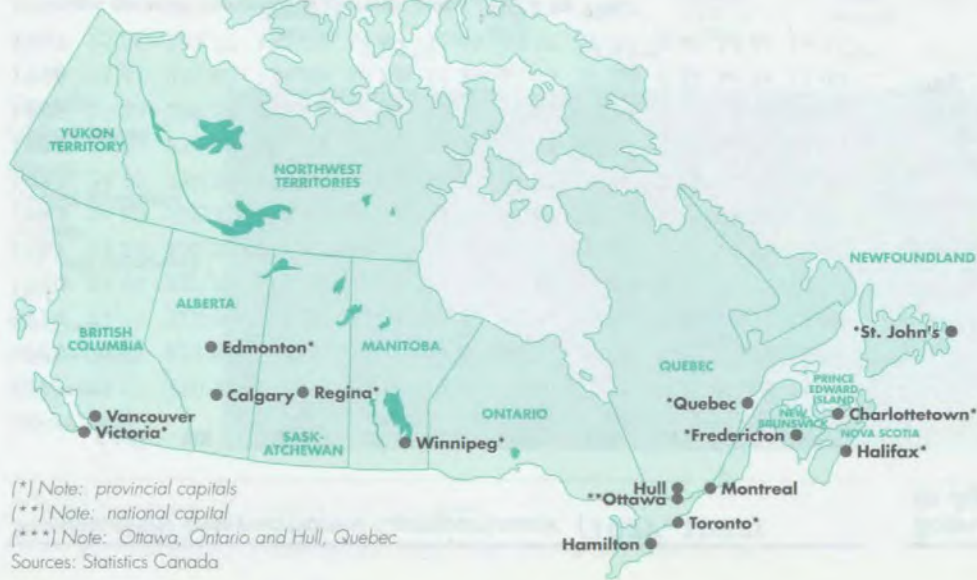 YUKON
TERRITORY
NORTHWEST
TERRITORIES
NEWFOUNDLAND
ALBERTA
BRITISH
COLUMBIA
MANITOBA
*St. John's
Edmonton*
QUEBEC
PRINCE
EDWARD
ISLAND
Calgary
Regina*
*Quebec
Charlottetown*
ONTARIO
NEW
BRUNSWICK
Vancouver
Victoria*
*Fredericton
NOVA SCOTIA
SASK-
ATCHEWAN
Winnipeg*
Halifax*
Hull
Montreal
**Ottawa
Toronto*
Hamilton
(*) Note: provincial capitals
(**) Note: national capital
(***) Note: Ottawa, Ontario and Hull, Quebec
Sources: Statistics Canada